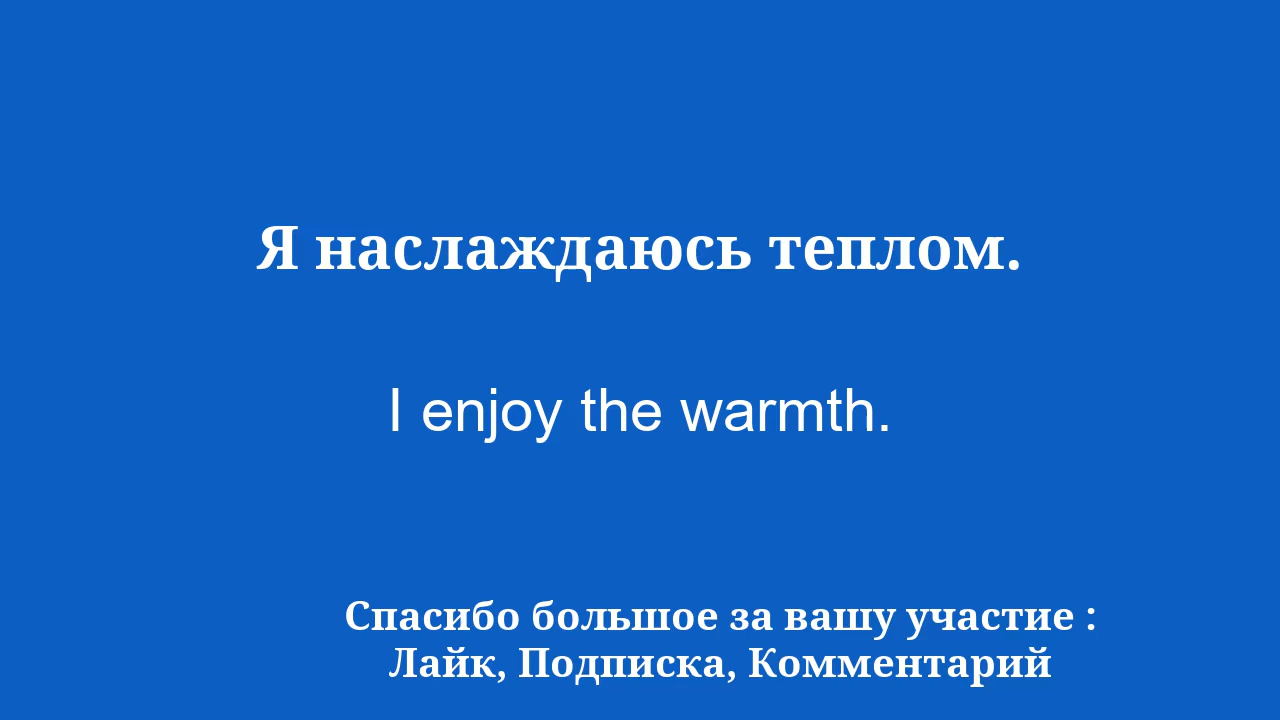 Я наслаждаюсь теплом.
I enjoy the warmth.
Спасибо большое за вашу участие :
Лайк, Подписка, Комментарий